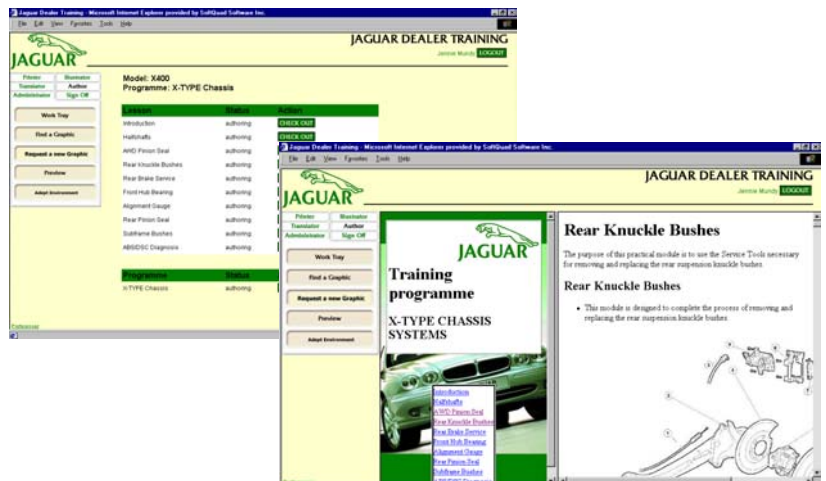 Jaguar Dealer Training - Microsoft Internet Explorer provided by SoftQuad Software Inc.
File Edit View Favorites Tools Help
JAGUAR
JAGUAR DEALER TRAINING
Jennie Mundy LOGOUT
Printer Illustrator
Translator Author
Administrator Sign Off
Work Tray
Find a Graphic
Request a new Graphic
Preview
Adept Environment
Preferences
Model: X400
Programme: X-TYPE Chassis
Lesson Status Action
Introduction authoring CHECK OUT
Halfshafts authoring CHECK OUT
AWD Pinion Seal authoring
Rear Knuckle Bushes authoring
Rear Brake Service authoring
Front Hub Bearing authoring
Alignment Gauge authoring
Rear Pinion Seal authoring
Subframe Bushes authoring
ABS/DSC Diagnosis authoring
Programme Status
X-TYPE Chassis authoring
Jaguar Dealer Training - Microsoft Internet Explorer provided by SoftQuad Software Inc.
File Edit View Favorites Tools Help
JAGUAR
JAGUAR DEALER TRAINING
Jennie Mundy LOGOUT
Printer Illustrator
Translator Author
Administrator Sign Off
Work Tray
Find a Graphic
Request a new Graphic
Preview
Adept Environment
JAGUAR
Training
programme
X-TYPE CHASSIS
SYSTEMS
Introduction
Halfshafts
AWD Pinion Seal
Rear Knuckle Bushes
Rear Brake Service
Front Hub Bearing
Alignment Gauge
Rear Pinion Seal
Subframe Bushes
ABS/DSC Diagnosis
Rear Knuckle Bushes
The purpose of this practical module is to use the Service Tools necessary
for removing and replacing the rear suspension knuckle bushes
Rear Knuckle Bushes
• This module is designed to complete the process of removing and
replacing the rear suspension knuckle bushes